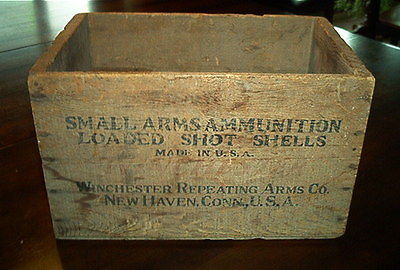 SMALL ARMS AMMUNITION
LOADED SHOT SHELLS
MADE IN U.S.A.
WINCHESTER REPEATING ARMS CO.
NEW HAVEN, CONN., U.S.A.